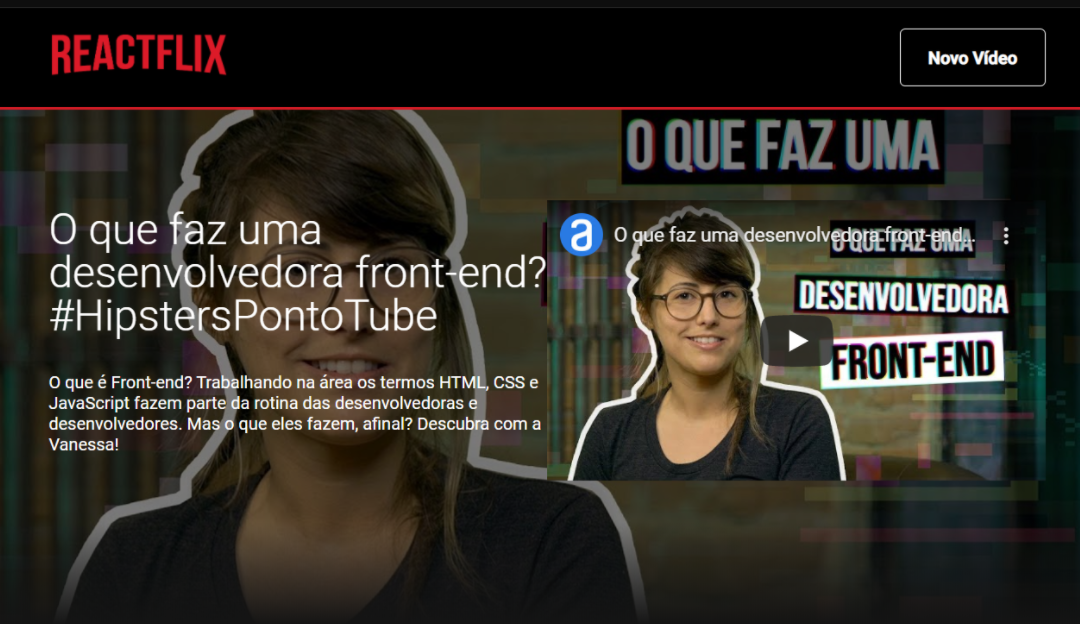 REACTFLIX
Novo Vídeo
O QUE FAZ UMA
O que faz uma
desenvolvedora front-end?
#HipstersPontoTube
O que é Front-end? Trabalhando na área os termos HTML, CSS e
JavaScript fazem parte da rotina das desenvolvedoras e
desenvolvedores. Mas o que eles fazem, afinal? Descubra com a
Vanessa!
a
O que faz uma desenvolvedora front-end...
O QUE FAZ UMA
DESENVOLVEDORA
FRONT-END